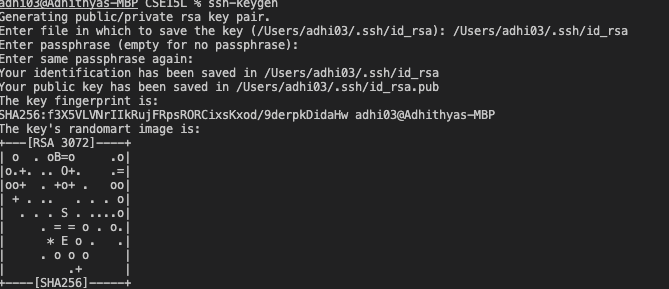 adhi03@Adhithyas-MBP CSE15L % ssh-keygen
Generating public/private rsa key pair.
Enter file in which to save the key (/Users/adhi03/.ssh/id_rsa): /Users/adhi03/.ssh/id_rsa
Enter passphrase (empty for no passphrase):
Enter same passphrase again:
Your identification has been saved in /Users/adhi03/.ssh/id_rsa
Your public key has been saved in /Users/adhi03/.ssh/id_rsa.pub
The key fingerprint is:
SHA256:f3X5VLVNrIIkRujFRpsRORCixsKxod/9derpkDidaHw adhi03@Adhithyas-MBP
The key's randomart image is:
+---[RSA 3072]----+
| o  . oB=o     .o|
|o.+. .. O+.    .=|
|oo+  . +o+ .   oo|
| + . ..   . . . o|
|  . . . S . ....o|
|     . = = o . o.|
|      * E o .   .|
|     . o o o     |
|         .+      |
+----[SHA256]-----+